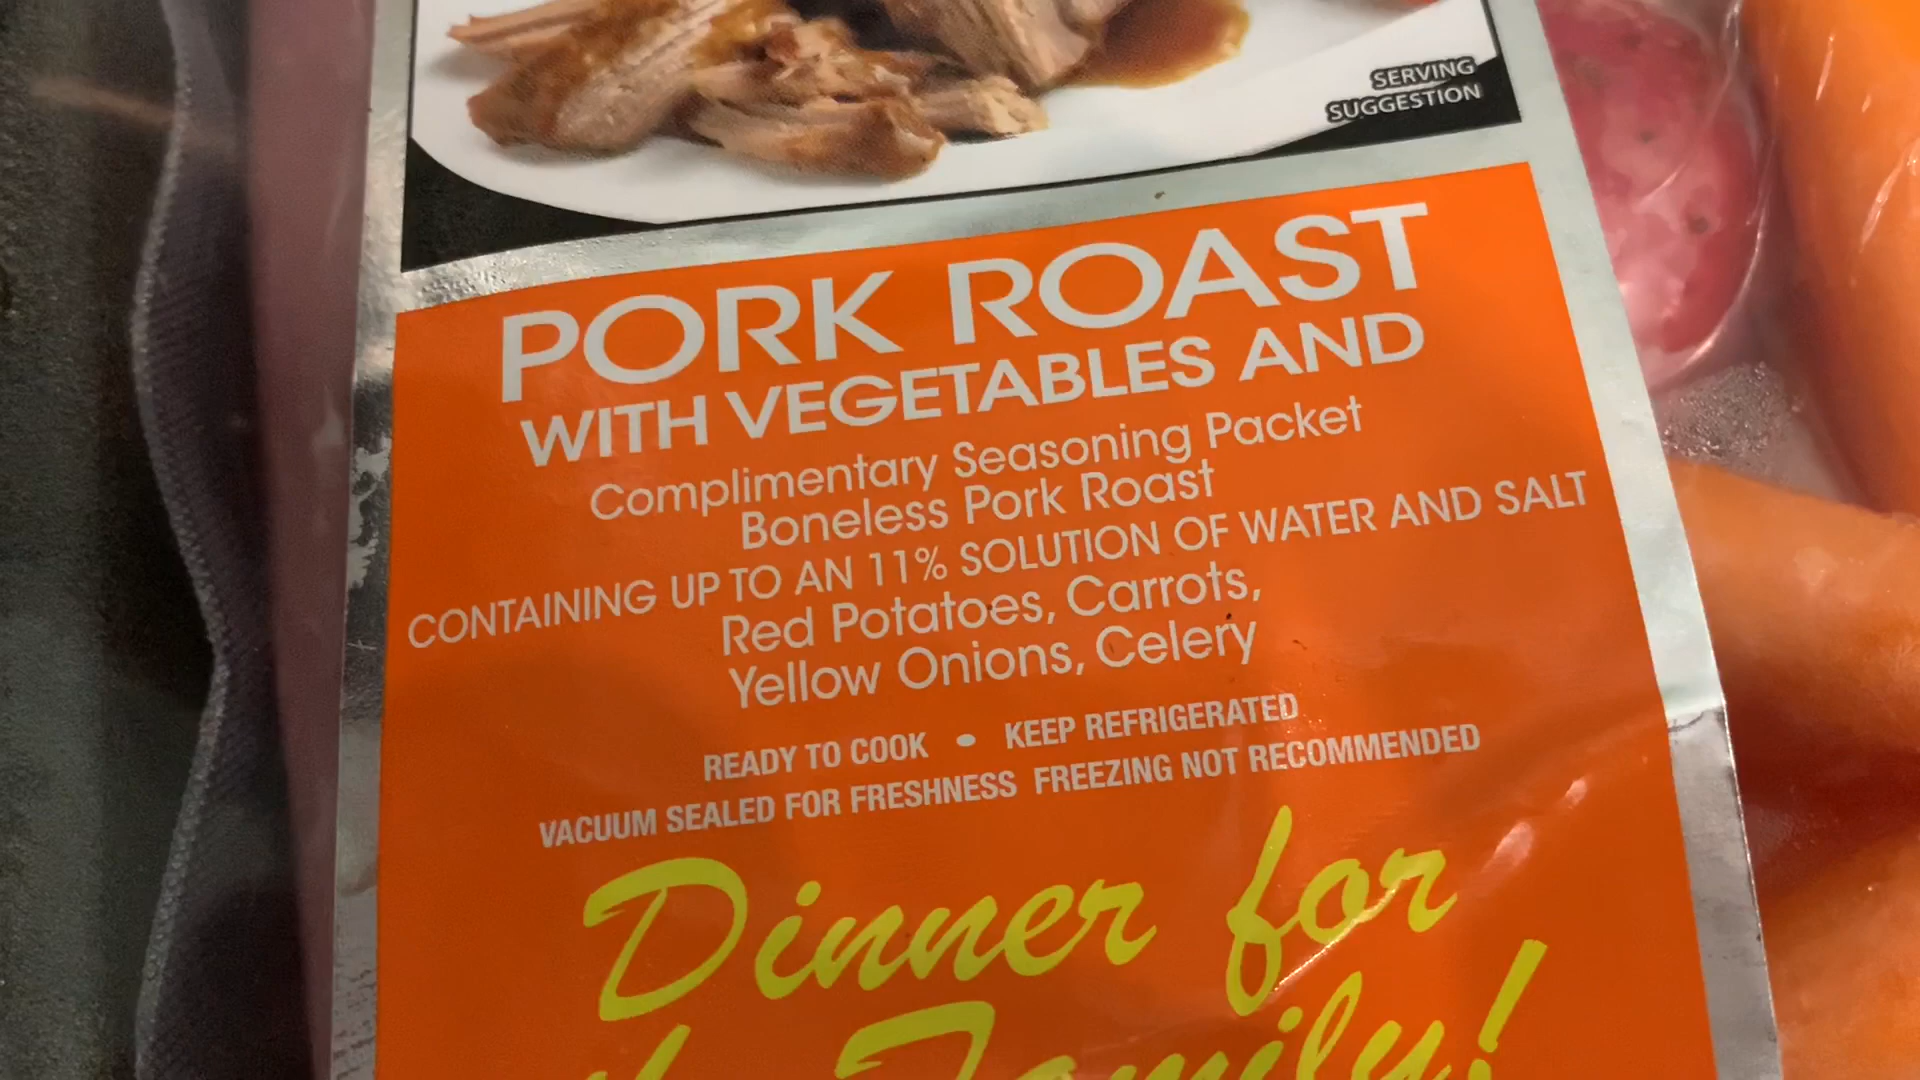 SERVING
SUGGESTION
PORK ROAST
WITH VEGETABLES AND
Complimentary Seasoning Packet
Boneless Pork Roast
CONTAINING UP TO AN 11% SOLUTION OF WATER AND SALT
Red Potatoes, Carrots,
Yellow Onions, Celery
READY TO COOK • KEEP REFRIGERATED
VACUUM SEALED FOR FRESHNESS FREEZING NOT RECOMMENDED
Dinner for
the Family!